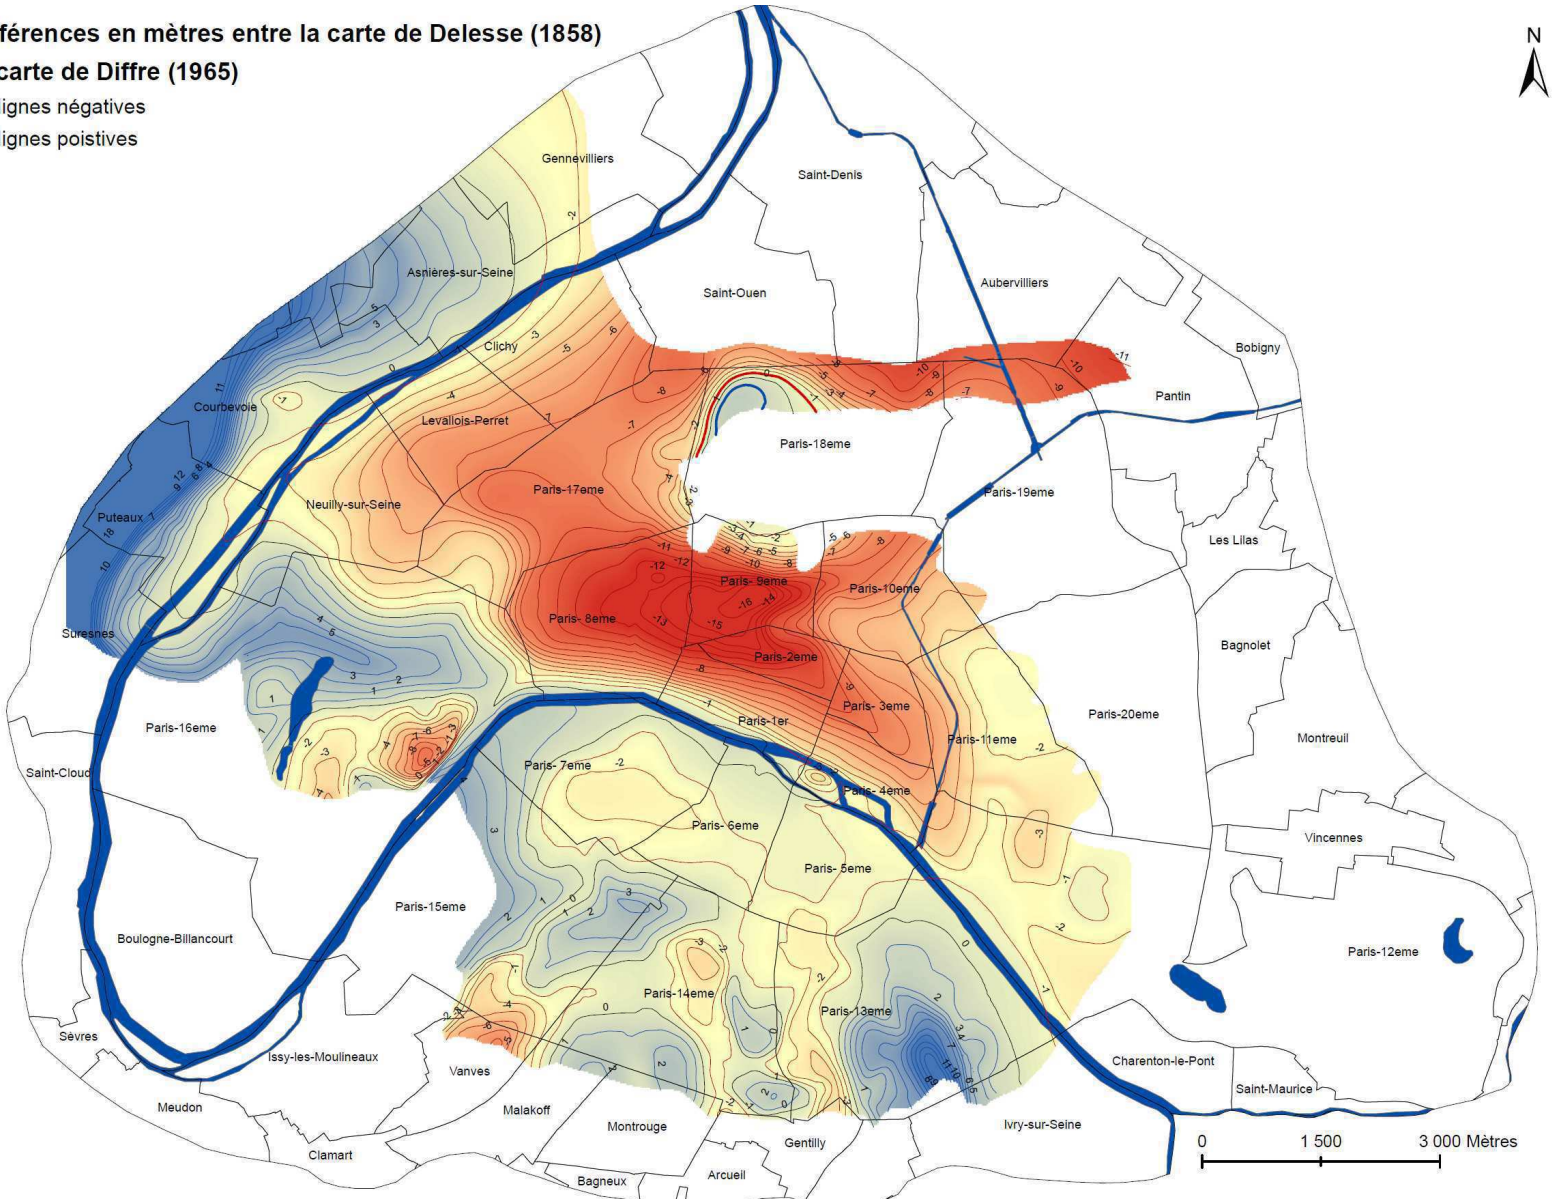 férences en mètres entre la carte de Delesse (1858)
carte de Diffre (1965)
lignes négatives
lignes poistives
N
Gennevilliers
Saint-Denis
Asnières-sur-Seine
Saint-Ouen
Aubervilliers
Clichy
Bobigny
Courbevoie
Levallois-Perret
Pantin
Paris-18eme
Paris-17eme
Paris-19eme
Neuilly-sur-Seine
Puteaux
Les Lilas
Paris- 9eme
Paris-10eme
Paris- 8eme
Suresnes
Bagnolet
Paris-2eme
Paris- 3eme
Paris-20eme
Paris-1er
Paris-16eme
Paris-11eme
Montreuil
Paris- 7eme
Saint-Cloud
Paris- 4eme
Paris- 6eme
Vincennes
Paris- 5eme
Paris-15eme
Boulogne-Billancourt
Paris-12eme
Paris-14eme
Paris-13eme
Sèvres
Issy-les-Moulineaux
Charenton-le-Pont
Vanves
Saint-Maurice
Meudon
Malakoff
Montrouge
Ivry-sur-Seine
Gentilly
0 1 500 3 000 Mètres
Clamart
Arcueil
Bagneux